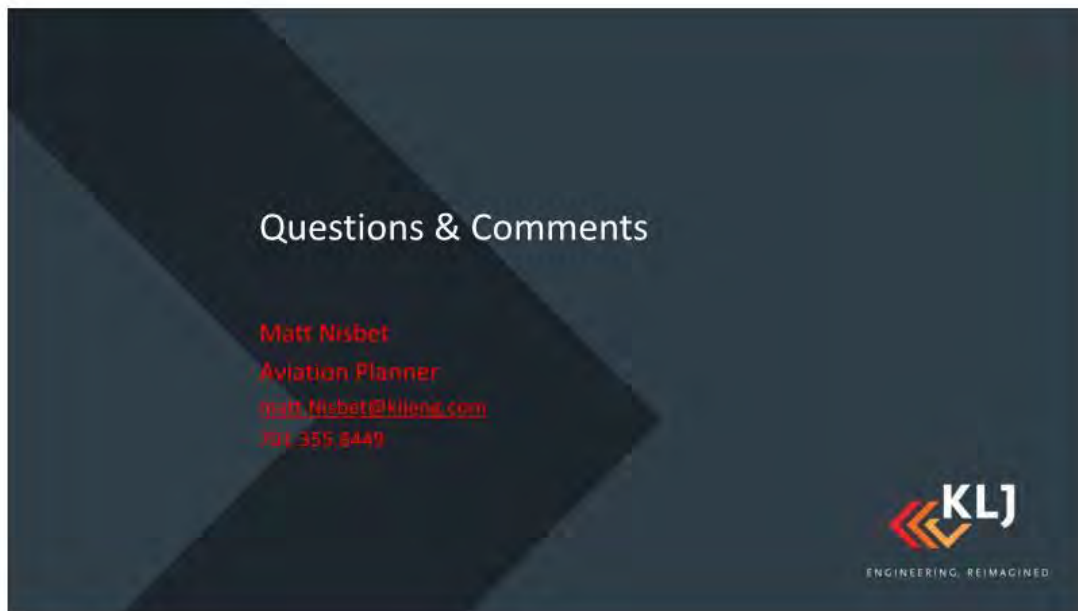 Questions & Comments
Matt Nisbet
Aviation Planner
matt.Nisbet@kljeng.com
701 355 8449
KLJ
ENGINEERING, REIMAGINED